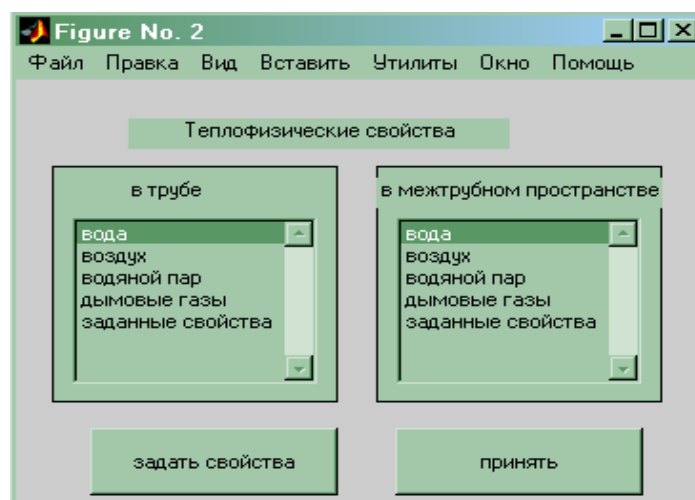 Figure No. 2
Файл Правка Вид Вставить Утилиты Окно Помощь
Теплофизические свойства
в трубе
вода
воздух
водяной пар
дымовые газы
заданные свойства
в межтрубном пространстве
вода
воздух
водяной пар
дымовые газы
заданные свойства
задать свойства
принять